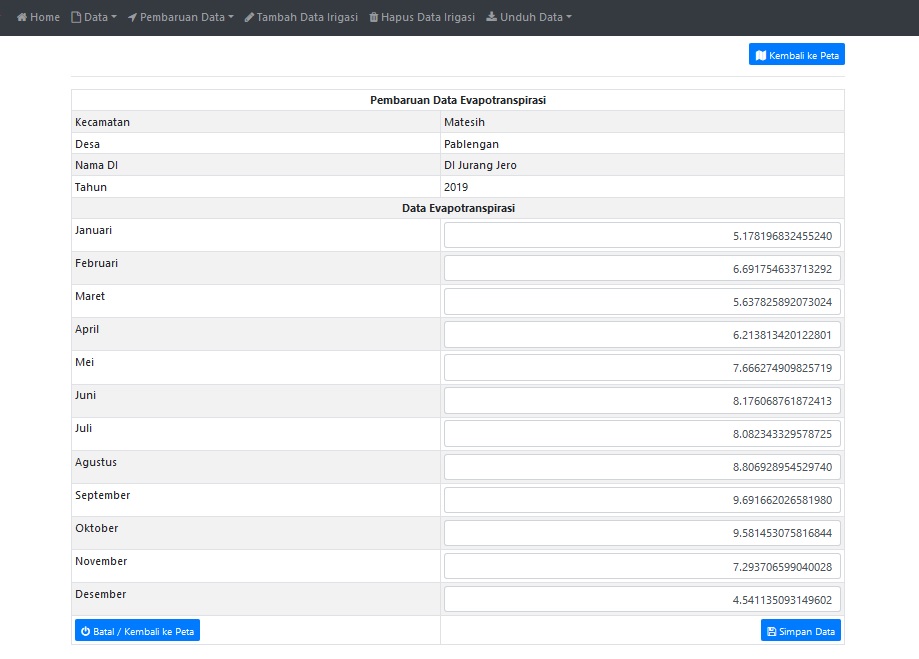 Home Data Pembaruan Data Tambah Data Irigasi Hapus Data Irigasi Unduh Data
Kembali ke Peta
Pembaruan Data Evapotranspirasi
Kecamatan Matesih
Desa Pablengan
Nama DI DI Jurang Jero
Tahun 2019
Data Evapotranspirasi
Januari 5.178196832455240
Februari 6.691754633713292
Maret 5.637825892073024
April 6.213813420122801
Mei 7.666274909825719
Juni 8.176068761872413
Juli 8.082343329578725
Agustus 8.806928954529740
September 9.691662026581980
Oktober 9.581453075816844
November 7.293706599040028
Desember 4.541135093149602
Batal / Kembali ke Peta Simpan Data